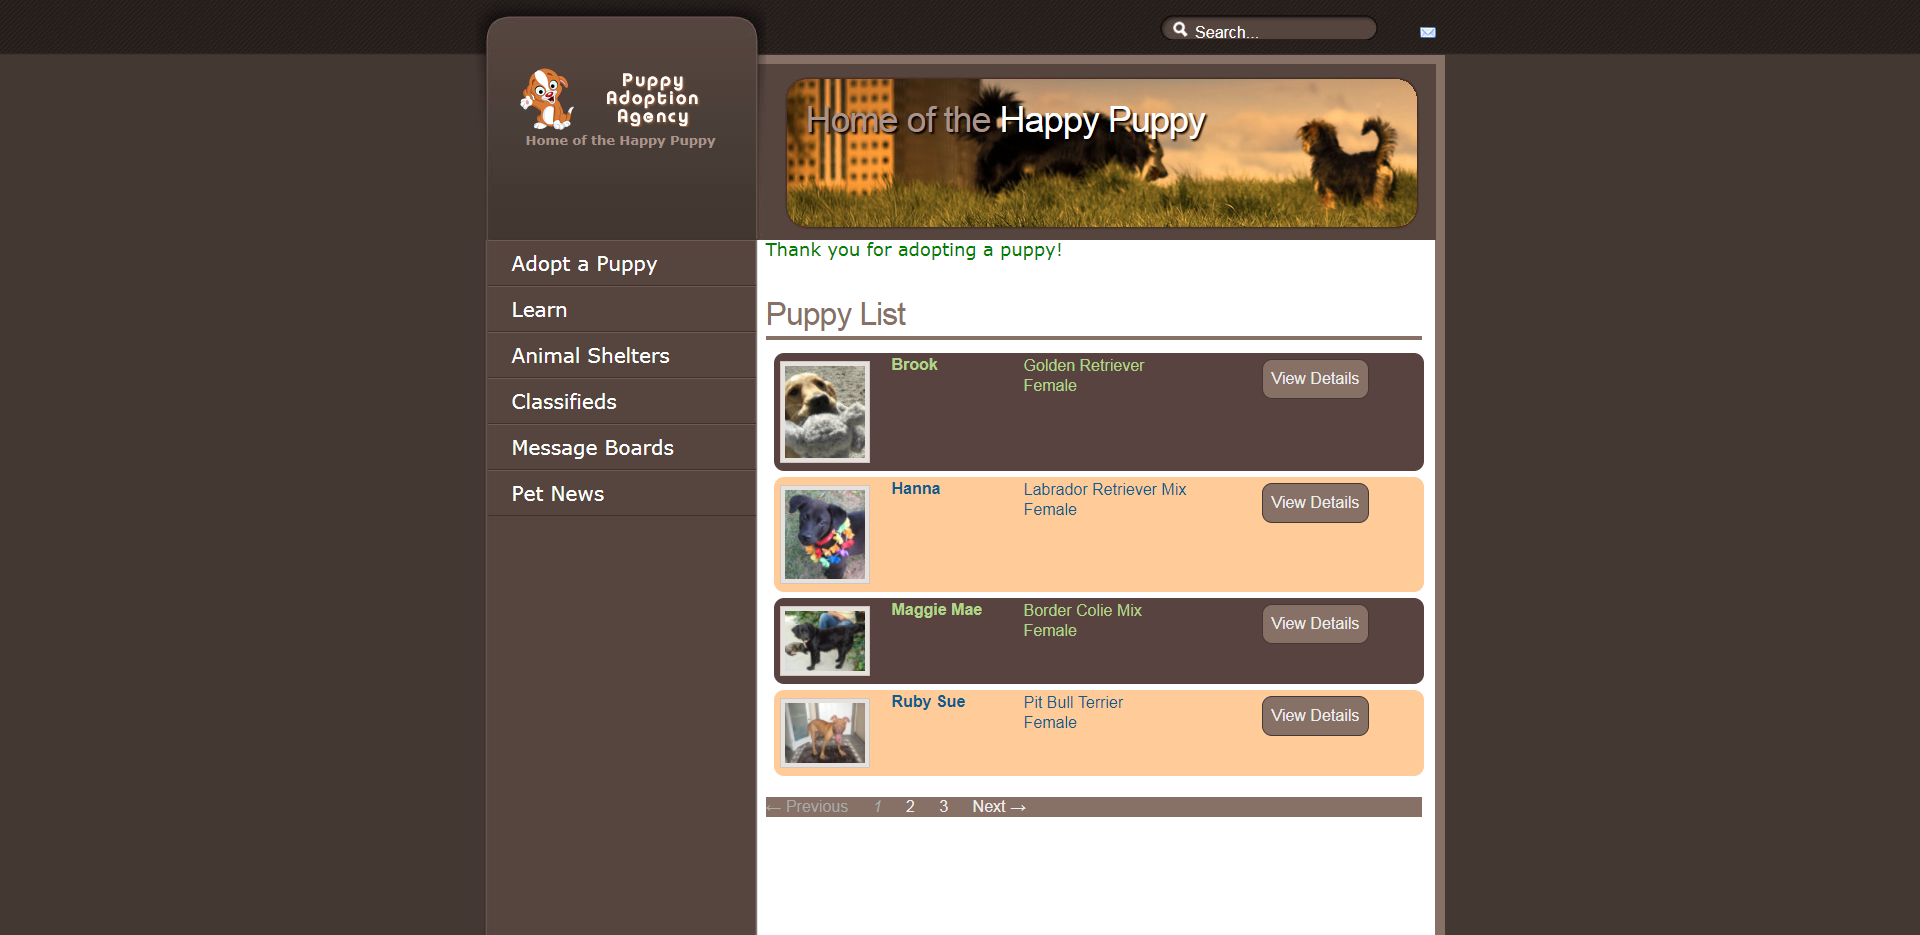 Search...
Puppy
Adoption
Agency
Home of the Happy Puppy
Home of the Happy Puppy
Adopt a Puppy
Learn
Animal Shelters
Classifieds
Message Boards
Pet News
Thank you for adopting a puppy!
Puppy List
Brook Golden Retriever View Details
Female
Hanna Labrador Retriever Mix View Details
Female
Maggie Mae Border Colie Mix View Details
Female
Ruby Sue Pit Bull Terrier View Details
Female
← Previous 1 2 3 Next →